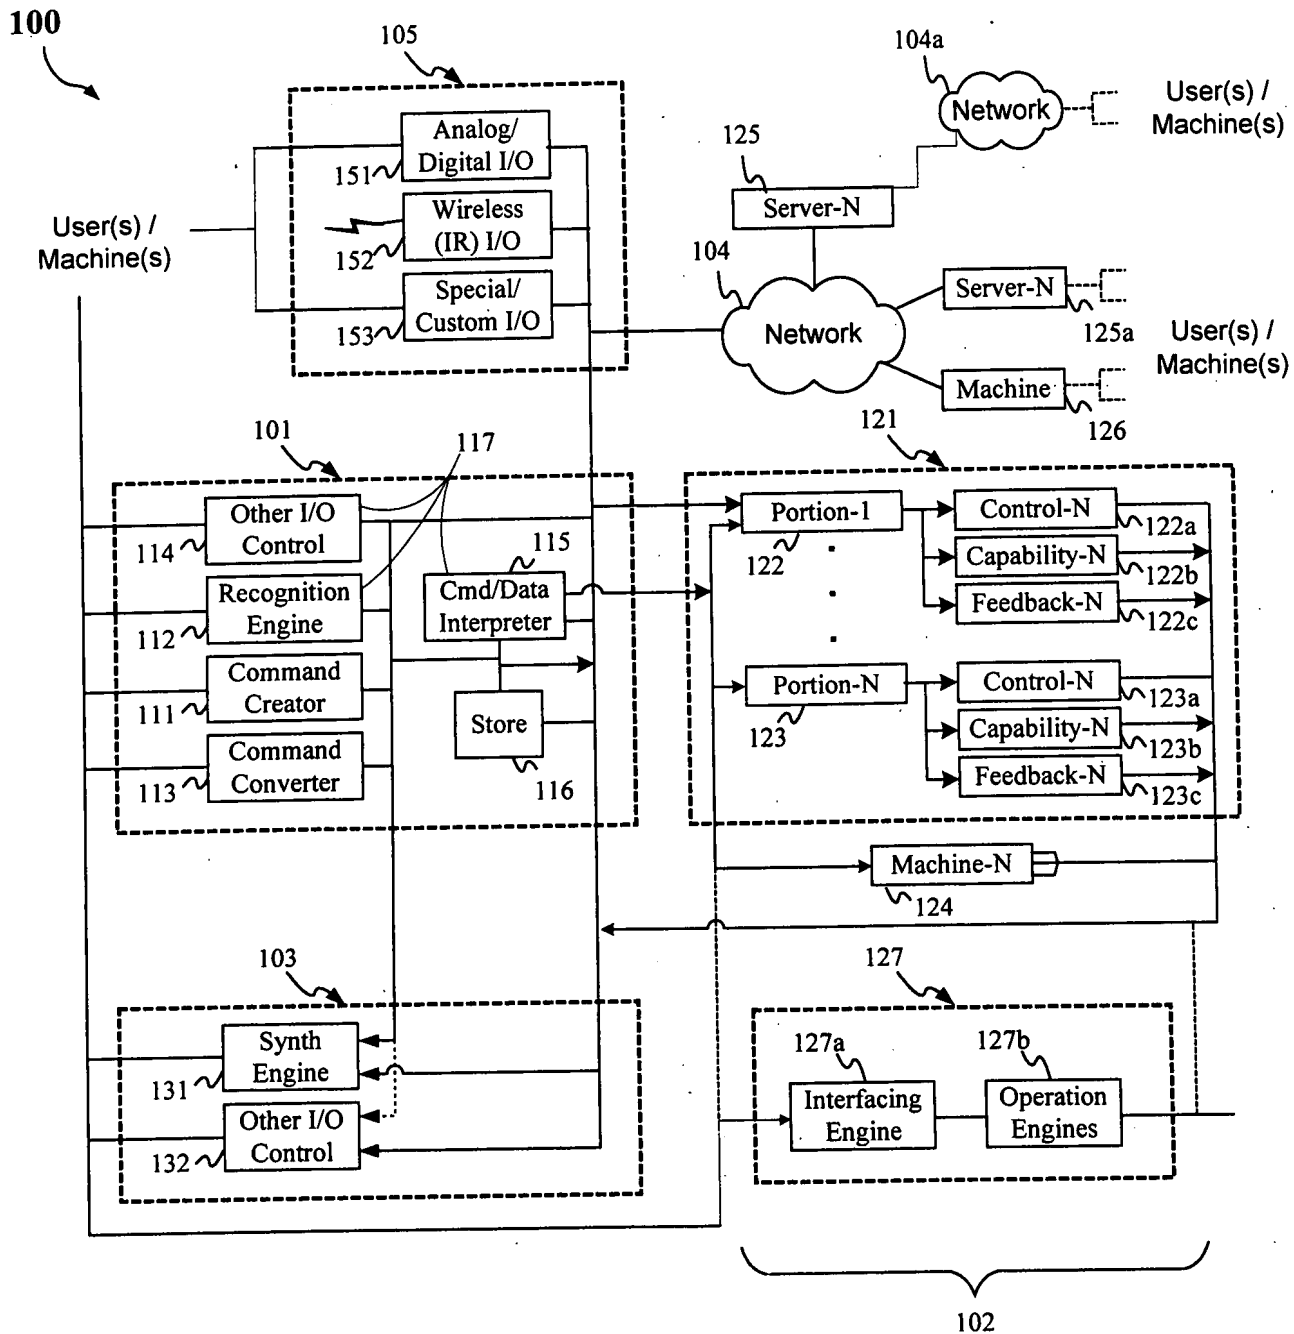 100
105
Analog/
Digital I/O
151
Wireless
(IR) I/O
152
Special/
Custom I/O
153
User(s) /
Machine(s)
104a
Network
User(s) /
Machine(s)
125
Server-N
104
Network
Server-N
125a
User(s) /
Machine(s)
Machine
126
101
117
Other I/O
Control
114
Recognition
Engine
112
Command
Creator
111
Command
Converter
113
115
Cmd/Data
Interpreter
Store
116
121
Portion-1
122
Control-N
122a
Capability-N
122b
Feedback-N
122c
Portion-N
123
Control-N
123a
Capability-N
123b
Feedback-N
123c
Machine-N
124
103
Synth
Engine
131
Other I/O
Control
132
127
127a
Interfacing
Engine
127b
Operation
Engines
102